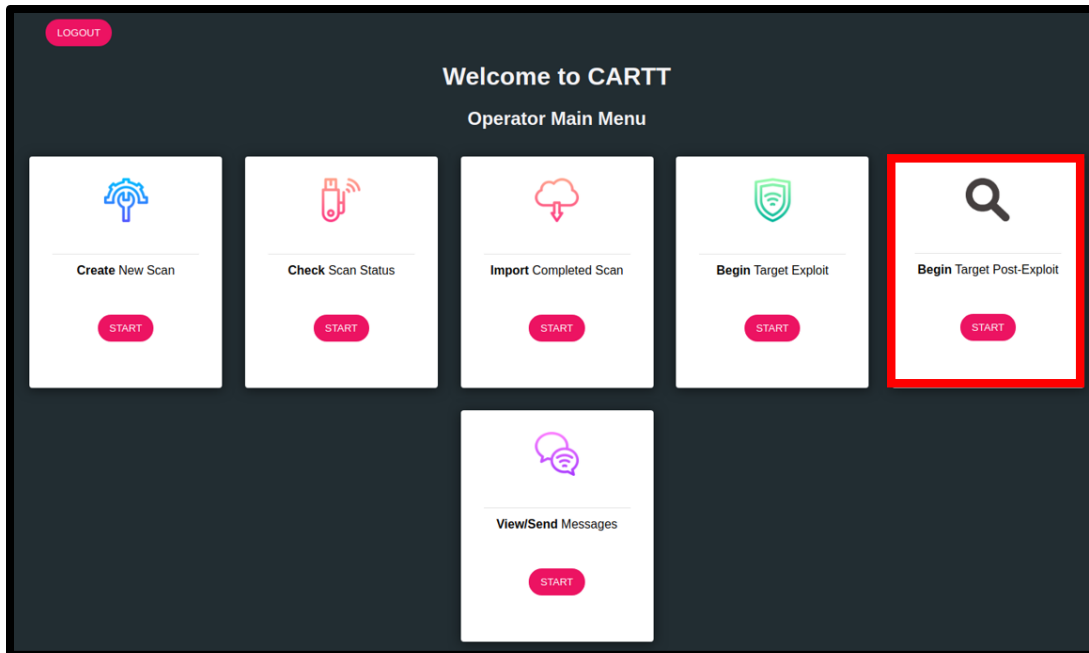 LOGOUT
Welcome to CARTT
Operator Main Menu
Create New Scan
START
Check Scan Status
START
Import Completed Scan
START
Begin Target Exploit
START
Begin Target Post-Exploit
START
View/Send Messages
START